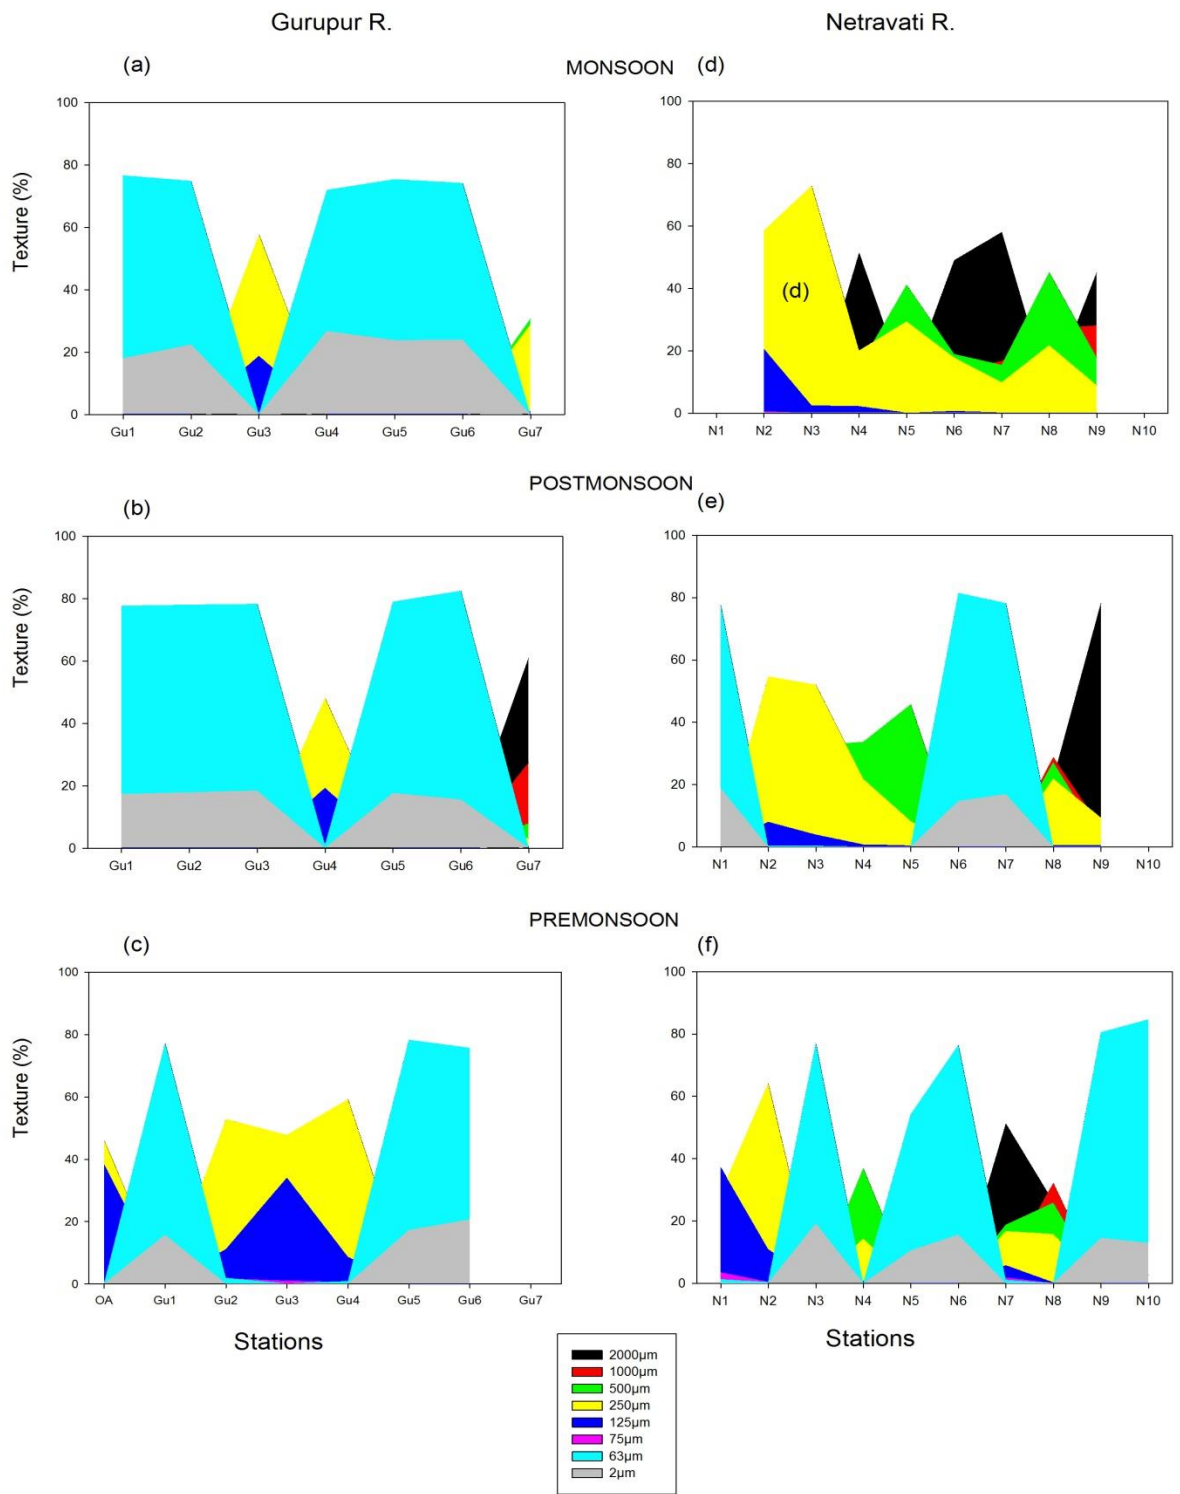 Gurupur R.
Netravati R.
(a)
MONSOON
(d)
100
80
60
40
20
0
Texture (%)
Gu1 Gu2 Gu3 Gu4 Gu5 Gu6 Gu7
100
80
60
40
20
0
(d)
N1 N2 N3 N4 N5 N6 N7 N8 N9 N10
POSTMONSOON
(b)
(e)
100
80
60
40
20
0
Texture (%)
Gu1 Gu2 Gu3 Gu4 Gu5 Gu6 Gu7
100
80
60
40
20
0
N1 N2 N3 N4 N5 N6 N7 N8 N9 N10
PREMONSOON
(c)
(f)
100
80
60
40
20
0
Texture (%)
OA Gu1 Gu2 Gu3 Gu4 Gu5 Gu6 Gu7
Stations
100
80
60
40
20
0
N1 N2 N3 N4 N5 N6 N7 N8 N9 N10
Stations
2000µm
1000µm
500µm
250µm
125µm
75µm
63µm
2µm